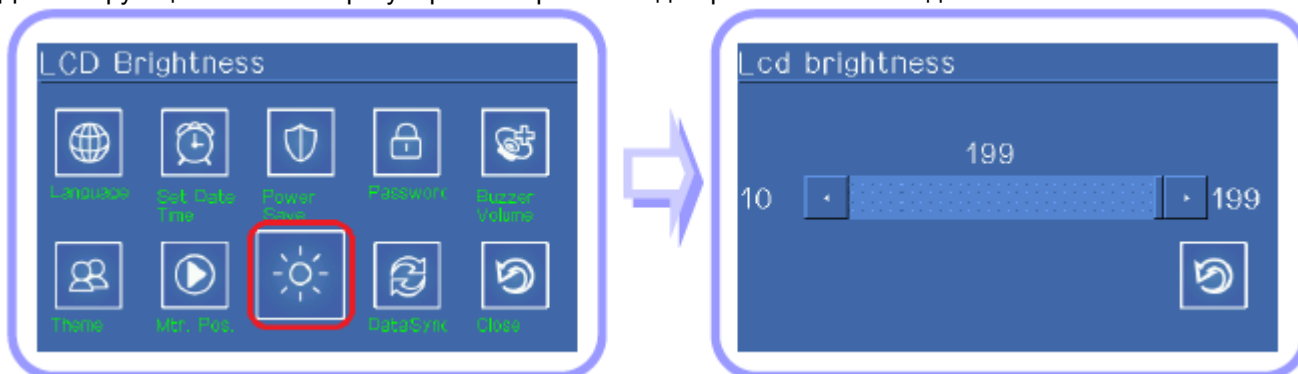 LCD Brightness
Language
Set Date
Time
Power
Save
Password
Buzzer
Volume
Theme
Mtr. Pos.
DataSync
Close
Lcd brightness
199
10
199